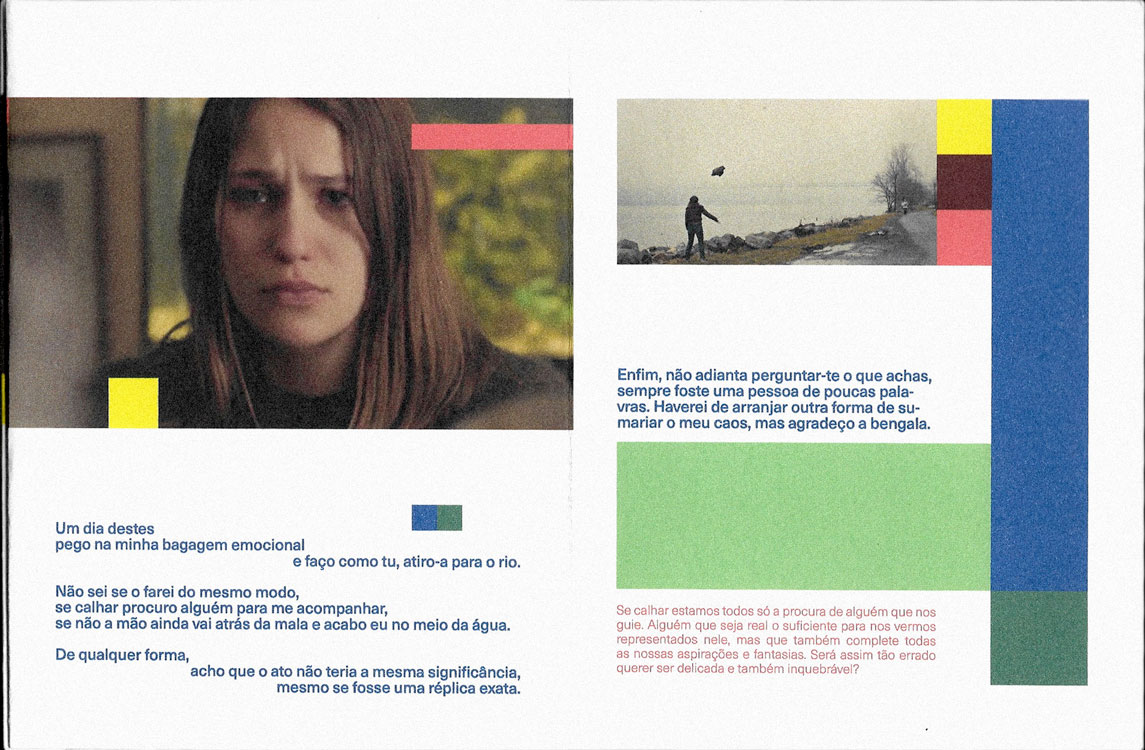 Um dia destes
pego na minha bagagem emocional
e faço como tu, atiro-a para o rio.
Não sei se o farei do mesmo modo,
se calhar procuro alguém para me acompanhar,
se não a mão ainda vai atrás da mala e acabo eu no meio da água.
De qualquer forma,
acho que o ato não teria a mesma significância,
mesmo se fosse uma réplica exata.
Enfim, não adianta perguntar-te o que achas,
sempre foste uma pessoa de poucas pala-
vras. Haverei de arranjar outra forma de su-
mariar o meu caos, mas agradeço a bengala.
Se calhar estamos todos só a procura de alguém que nos
guie. Alguém que seja real o suficiente para nos vermos
representados nele, mas que também complete todas
as nossas aspirações e fantasias. Será assim tão errado
querer ser delicada e também inquebrável?